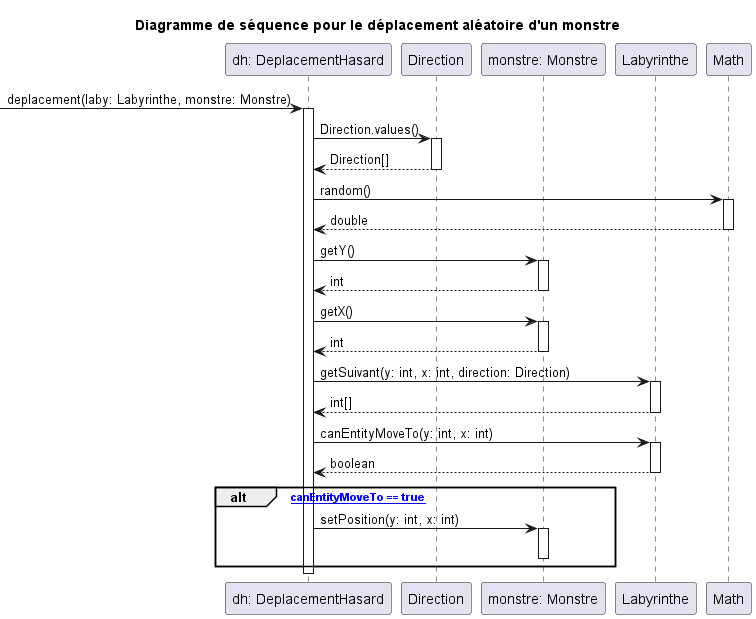 Diagramme de séquence pour le déplacement aléatoire d'un monstre
dh: DeplacementHasard Direction monstre: Monstre Labyrinthe Math
deplacement(laby: Labyrinthe, monstre: Monstre)
Direction.values()
Direction[]
random()
double
getY()
int
getX()
int
getSuivant(y: int, x: int, direction: Direction)
int[]
canEntityMoveTo(y: int, x: int)
boolean
alt canEntityMoveTo == true
setPosition(y: int, x: int)
dh: DeplacementHasard Direction monstre: Monstre Labyrinthe Math